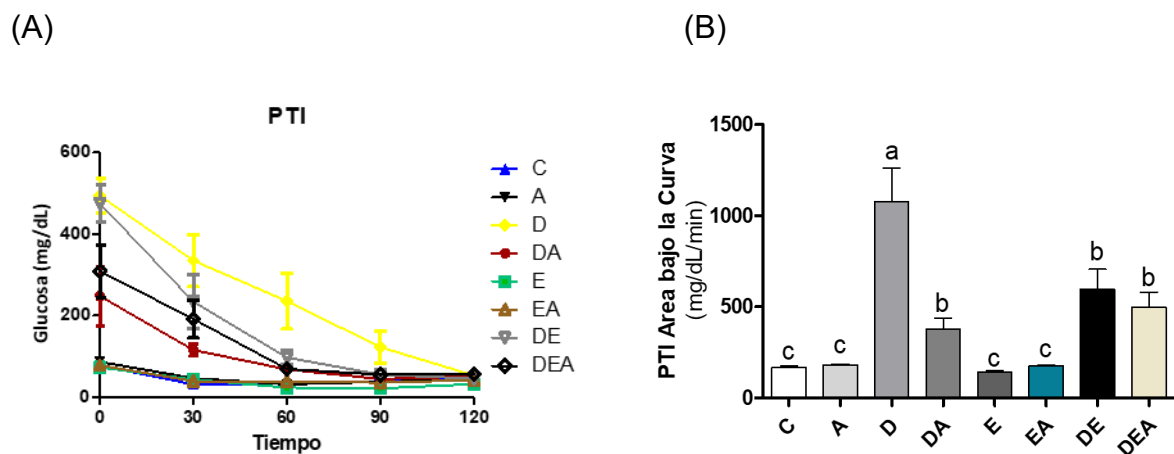 (A)
(B)
PTI
Glucosa (mg/dL)
600
400
200
0
0 30 60 90 120
Tiempo
C
A
D
DA
E
EA
DE
DEA
PTI Area bajo la Curva
(mg/dL/min)
1500
1000
500
0
c c a b c c b b
C A D DA E EA DE DEA